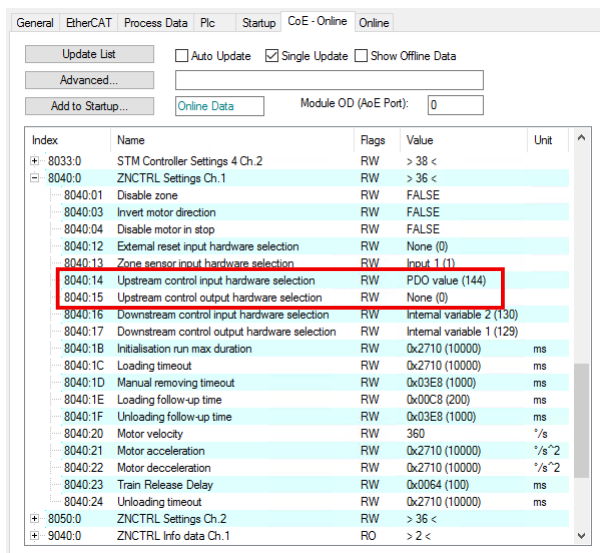 General EtherCAT Process Data Plc Startup CoE - Online Online
Update List Auto Update Single Update Show Offline Data
Advanced...
Add to Startup... Online Data Module OD (AoE Port): 0
Index Name Flags Value Unit
8033:0 STM Controller Settings 4 Ch.2 RW > 38 <
8040:0 ZNCTRL Settings Ch.1 RW > 36 <
8040:01 Disable zone RW FALSE
8040:03 Invert motor direction RW FALSE
8040:04 Disable motor in stop RW FALSE
8040:12 External reset input hardware selection RW None (0)
8040:13 Zone sensor input hardware selection RW Input 1 (1)
8040:14 Upstream control input hardware selection RW PDO value (144)
8040:15 Upstream control output hardware selection RW None (0)
8040:16 Downstream control input hardware selection RW Internal variable 2 (130)
8040:17 Downstream control output hardware selection RW Internal variable 1 (129)
8040:1B Initialisation run max duration RW 0x2710 (10000) ms
8040:1C Loading timeout RW 0x2710 (10000) ms
8040:1D Manual removing timeout RW 0x03E8 (1000) ms
8040:1E Loading follow-up time RW 0x00C8 (200) ms
8040:1F Unloading follow-up time RW 0x03E8 (1000) ms
8040:20 Motor velocity RW 360 °/s
8040:21 Motor acceleration RW 0x2710 (10000) °/s^2
8040:22 Motor decceleration RW 0x2710 (10000) °/s^2
8040:23 Train Release Delay RW 0x0064 (100) ms
8040:24 Unloading timeout RW 0x2710 (10000) ms
8050:0 ZNCTRL Settings Ch.2 RW > 36 <
9040:0 ZNCTRL Info data Ch.1 RO > 2 <